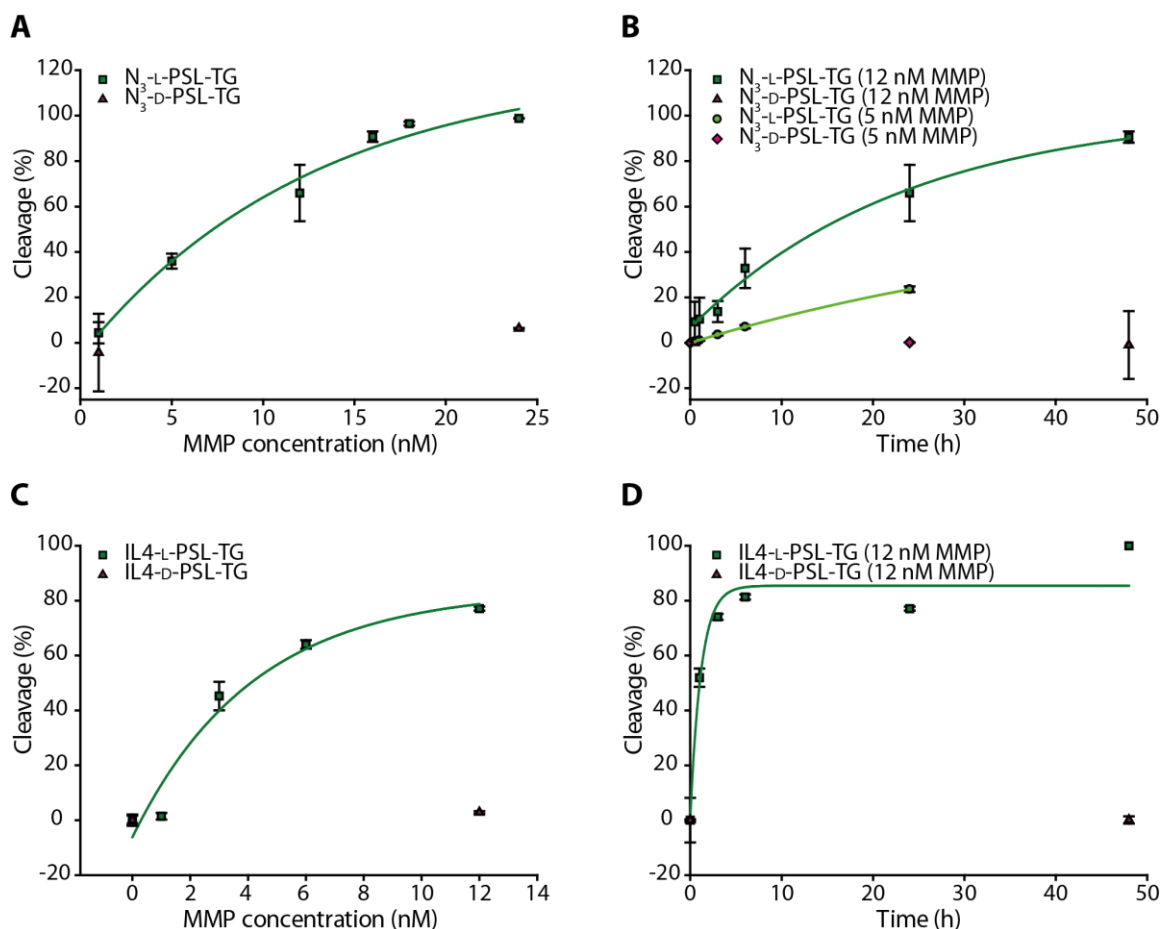 A
N₃-L-PSL-TG
N₃-D-PSL-TG
120
100
80
60
40
20
0
-20
Cleavage (%)
0
5
10
15
20
25
MMP concentration (nM)
B
N₃-L-PSL-TG (12 nM MMP)
N₃-D-PSL-TG (12 nM MMP)
N₃-L-PSL-TG (5 nM MMP)
N₃-D-PSL-TG (5 nM MMP)
120
100
80
60
40
20
0
-20
Cleavage (%)
0
10
20
30
40
50
Time (h)
C
IL4-L-PSL-TG
IL4-D-PSL-TG
100
80
60
40
20
0
-20
Cleavage (%)
0
2
4
6
8
10
12
14
MMP concentration (nM)
D
IL4-L-PSL-TG (12 nM MMP)
IL4-D-PSL-TG (12 nM MMP)
100
80
60
40
20
0
-20
Cleavage (%)
0
10
20
30
40
50
Time (h)